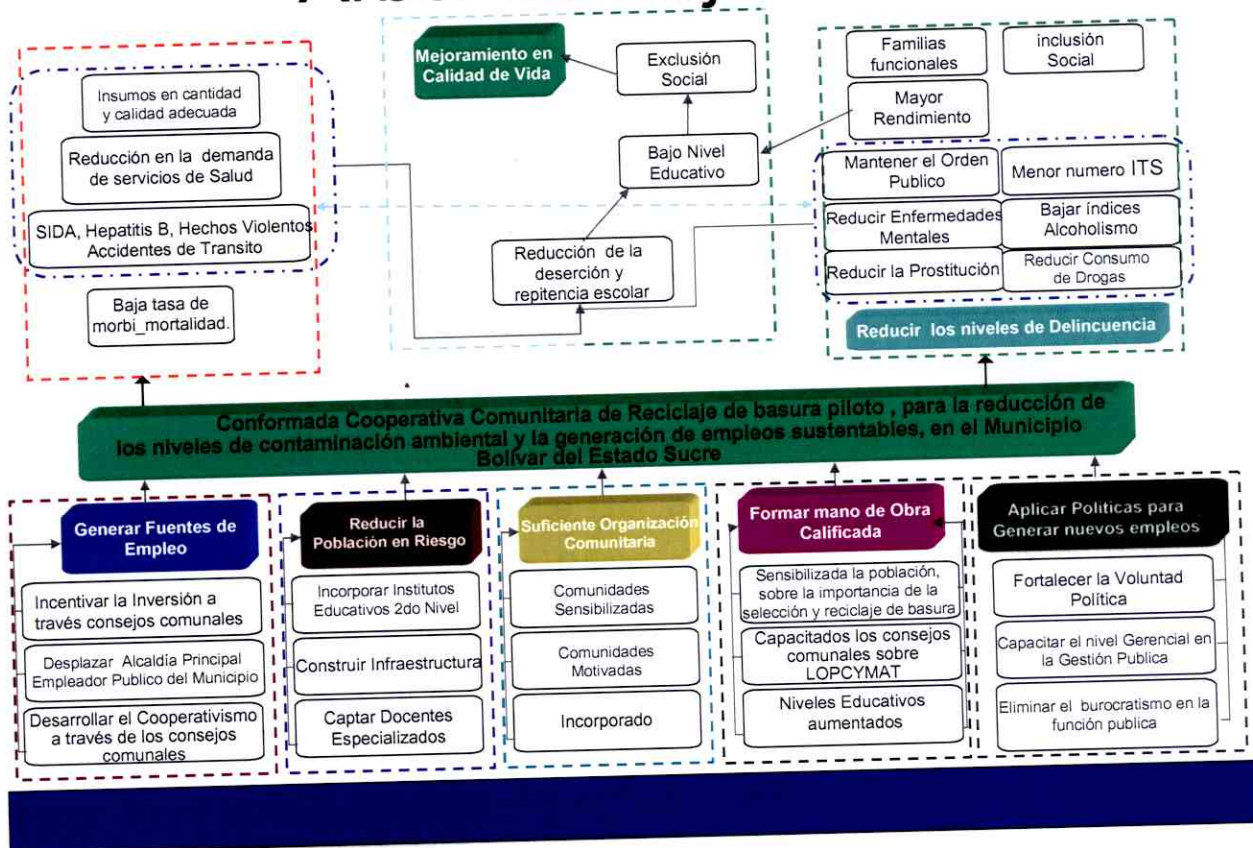 Mejoramiento en
Calidad de Vida
Exclusión
Social
Familias
funcionales
inclusión
Social
Insumos en cantidad
y calidad adecuada
Mayor
Rendimiento
Reducción en la demanda
de servicios de Salud
Bajo Nivel
Educativo
Mantener el Orden
Publico
Menor numero ITS
SIDA, Hepatitis B, Hechos Violentos
Accidentes de Transito
Reducir Enfermedades
Mentales
Bajar índices
Alcoholismo
Reducción de la
deserción y
repitencia escolar
Reducir la Prostitución
Reducir Consumo
de Drogas
Baja tasa de
morbi_mortalidad.
Reducir los niveles de Delincuencia
Conformada Cooperativa Comunitaria de Reciclaje de basura piloto , para la reducción de
los niveles de contaminación ambiental y la generación de empleos sustentables, en el Municipio
Bolívar del Estado Sucre
Generar Fuentes de
Empleo
Incentivar la Inversión a
través consejos comunales
Desplazar Alcaldía Principal
Empleador Publico del Municipio
Desarrollar el Cooperativismo
a través de los consejos
comunales
Reducir la
Población en Riesgo
Incorporar Institutos
Educativos 2do Nivel
Construir Infraestructura
Captar Docentes
Especializados
Suficiente Organización
Comunitaria
Comunidades
Sensibilizadas
Comunidades
Motivadas
Incorporado
Formar mano de Obra
Calificada
Sensibilizada la población,
sobre la importancia de la
selección y reciclaje de basura
Capacitados los consejos
comunales sobre
LOPCYMAT
Niveles Educativos
aumentados
Aplicar Politicas para
Generar nuevos empleos
Fortalecer la Voluntad
Política
Capacitar el nivel Gerencial en
la Gestión Publica
Eliminar el burocratismo en la
función publica